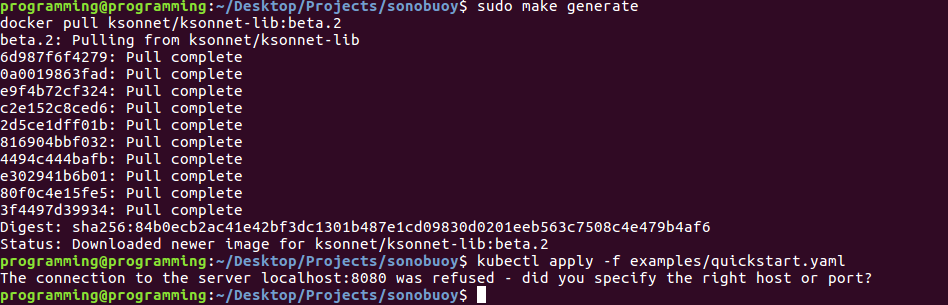 programming@programming:~/Desktop/Projects/sonobuoy$ sudo make generate
docker pull ksonnet/ksonnet-lib:beta.2
beta.2: Pulling from ksonnet/ksonnet-lib
6d987f6f4279: Pull complete
0a0019863fad: Pull complete
e9f4b72cf324: Pull complete
c2e152c8ced6: Pull complete
2d5ce1dff01b: Pull complete
816904bbf032: Pull complete
4494c444bafb: Pull complete
e302941b6b01: Pull complete
80f0c4e15fe5: Pull complete
3f4497d39934: Pull complete
Digest: sha256:84b0ecb2ac41e42bf3dc1301b487e1cd09830d0201eeb563c7508c4e479b4af6
Status: Downloaded newer image for ksonnet/ksonnet-lib:beta.2
programming@programming:~/Desktop/Projects/sonobuoy$ kubectl apply -f examples/quickstart.yaml
The connection to the server localhost:8080 was refused - did you specify the right host or port?
programming@programming:~/Desktop/Projects/sonobuoy$